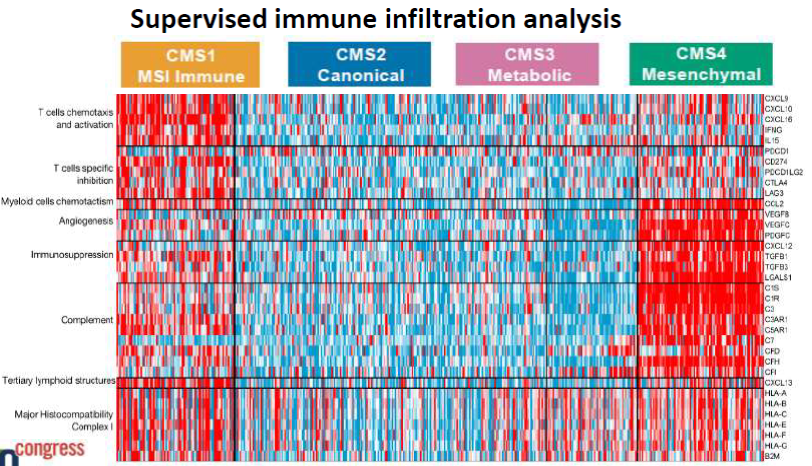 Supervised immune infiltration analysis
CMS1
MSI Immune
CMS2
Canonical
CMS3
Metabolic
CMS4
Mesenchymal
T cells chemotaxis
and activation
T cells specific
inhibition
Myeloid cells chemotactism
Angiogenesis
Immunosuppression
Complement
Tertiary lymphoid structures
Major Histocompatibility
Complex I
CXCL9
CXCL10
CXCL16
IFNG
IL15
PDCD1
CD274
PDCD1LG2
CTLA4
LAG3
CCL2
VEGFB
VEGFC
PDGFC
CXCL12
TGFB1
TGFB3
LGALS1
C1S
C1R
C3
C3AR1
C5AR1
C7
CFD
CFH
CFI
CXCL13
HLA-A
HLA-B
HLA-C
HLA-E
HLA-F
HLA-G
B2M
congress